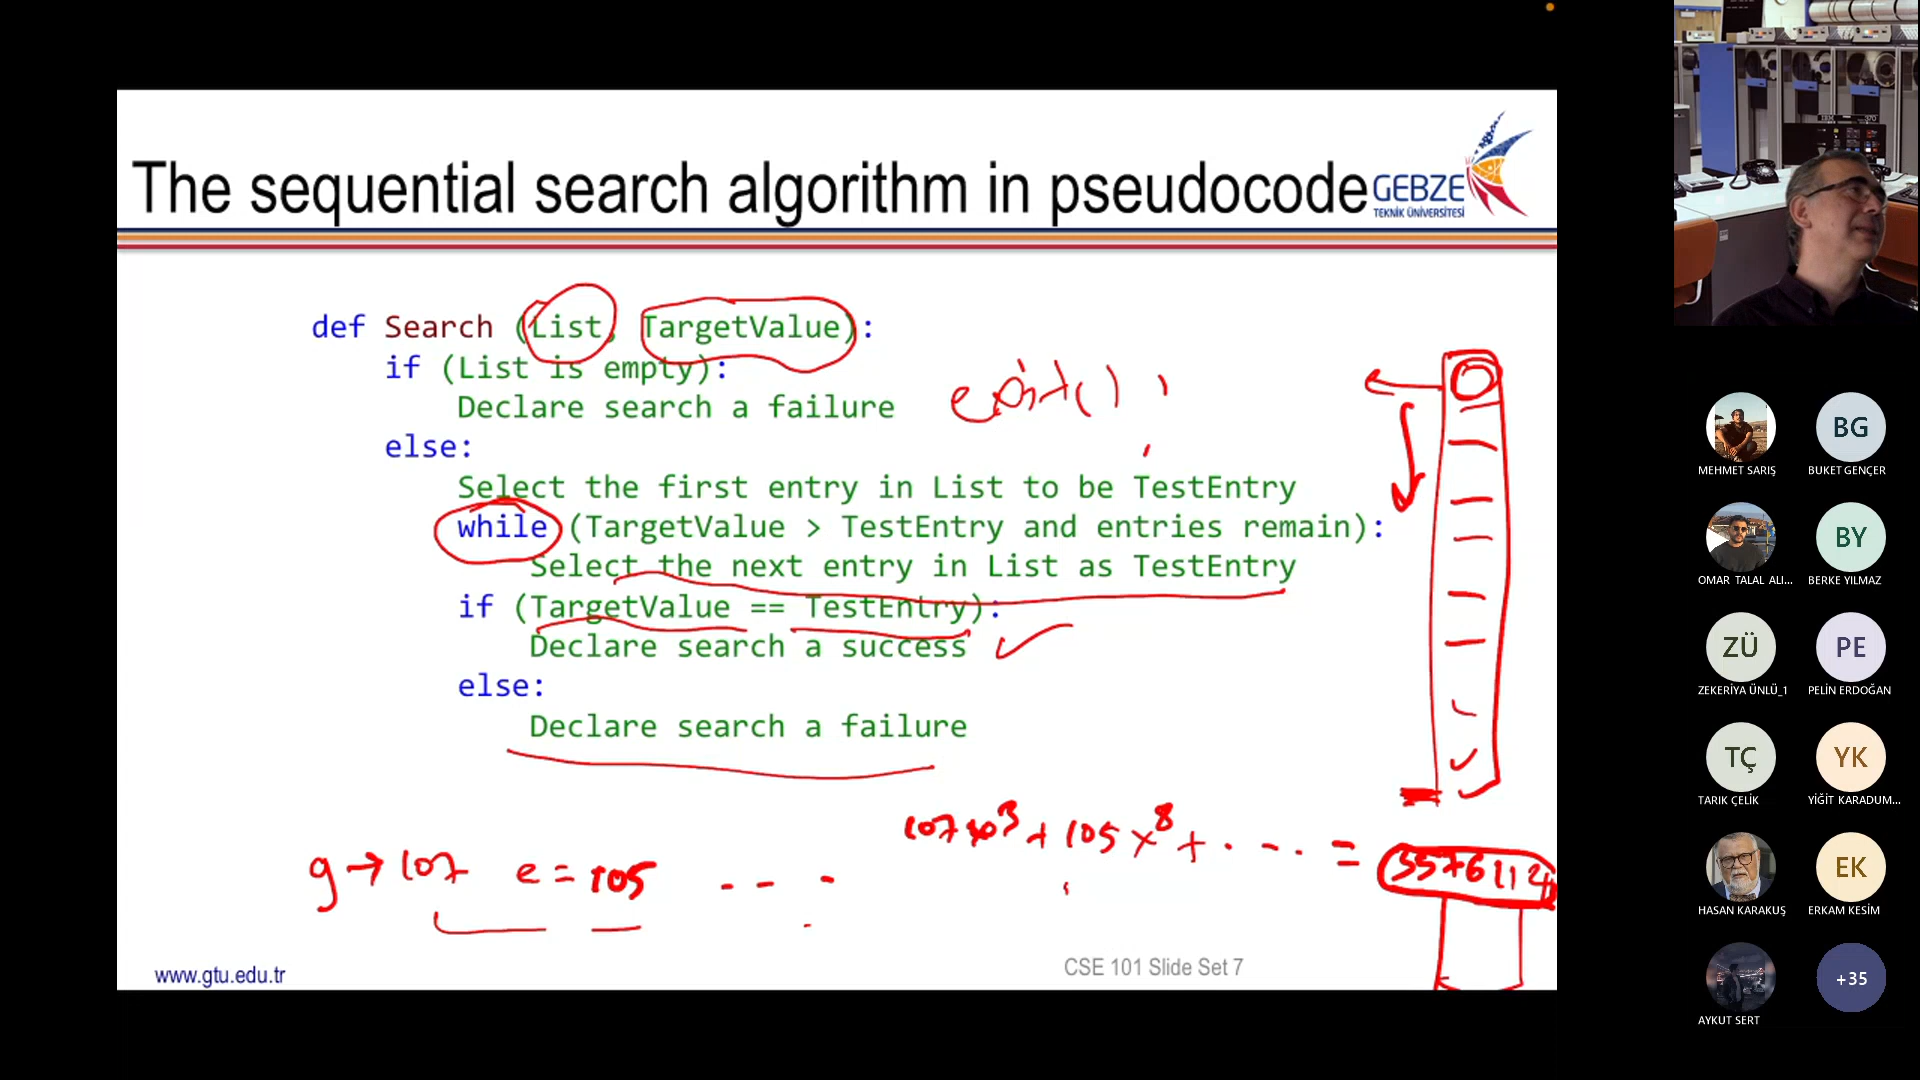 The sequential search algorithm in pseudocode
GEBZE
TEKNİK ÜNİVERSİTESİ
def Search (List, TargetValue):
if (List is empty):
Declare search a failure
else:
Select the first entry in List to be TestEntry
while (TargetValue > TestEntry and entries remain):
Select the next entry in List as TestEntry
if (TargetValue == TestEntry):
Declare search a success
else:
Declare search a failure
g → 107 e = 105 - - -
+ 105 x^8 + . - - . =
www.gtu.edu.tr
CSE 101 Slide Set 7
IBM
MEHMET SARIŞ
BG
BUKET GENÇER
OMAR TALAL ALI...
BY
BERKE YILMAZ
ZÜ
ZEKERİYA ÜNLÜ_1
PE
PELİN ERDOĞAN
TÇ
TARIK ÇELİK
YK
YİĞİT KARADUM...
HASAN KARAKUŞ
EK
ERKAM KESİM
AYKUT SERT
+35